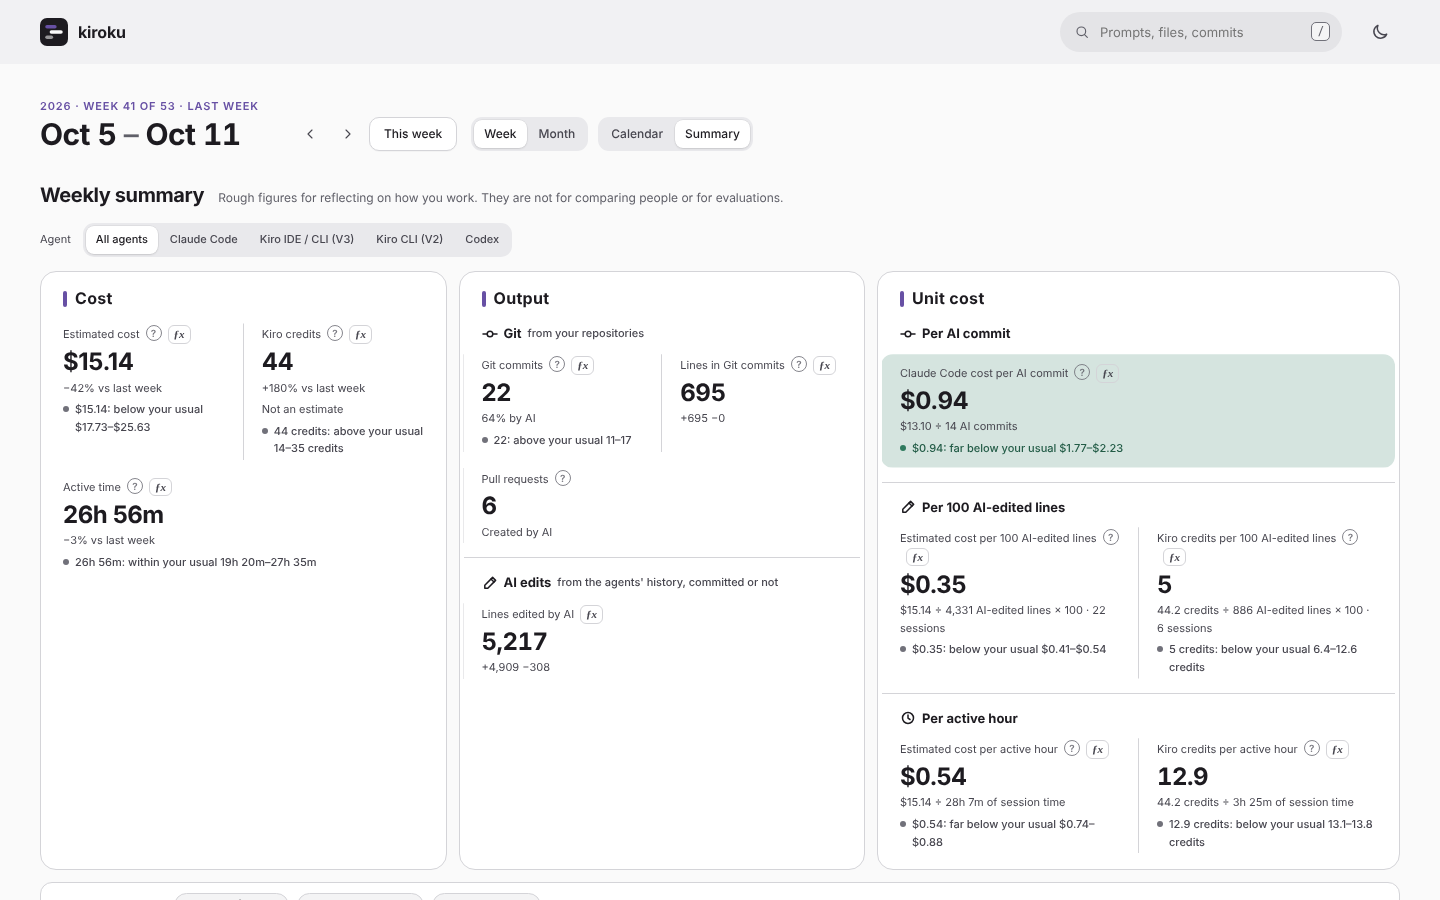 kiroku
Prompts, files, commits
/
2026 · WEEK 41 OF 53 · LAST WEEK
Oct 5 – Oct 11
This week
Week
Month
Calendar
Summary
Weekly summary
Rough figures for reflecting on how you work. They are not for comparing people or for evaluations.
Agent
All agents
Claude Code
Kiro IDE / CLI (V3)
Kiro CLI (V2)
Codex
Cost
Estimated cost ? ƒx
$15.14
−42% vs last week
$15.14: below your usual
$17.73–$25.63
Kiro credits ? ƒx
44
+180% vs last week
Not an estimate
44 credits: above your usual
14–35 credits
Active time ? ƒx
26h 56m
−3% vs last week
26h 56m: within your usual 19h 20m–27h 35m
Output
Git from your repositories
Git commits ? ƒx
22
64% by AI
22: above your usual 11–17
Lines in Git commits ? ƒx
695
+695 −0
Pull requests ?
6
Created by AI
AI edits from the agents' history, committed or not
Lines edited by AI ƒx
5,217
+4,909 −308
Unit cost
Per AI commit
Claude Code cost per AI commit ? ƒx
$0.94
$13.10 ÷ 14 AI commits
$0.94: far below your usual $1.77–$2.23
Per 100 AI-edited lines
Estimated cost per 100 AI-edited lines ?
ƒx
$0.35
$15.14 ÷ 4,331 AI-edited lines × 100 · 22
sessions
$0.35: below your usual $0.41–$0.54
Kiro credits per 100 AI-edited lines ?
ƒx
5
44.2 credits ÷ 886 AI-edited lines × 100 ·
6 sessions
5 credits: below your usual 6.4–12.6
credits
Per active hour
Estimated cost per active hour ? ƒx
$0.54
$15.14 ÷ 28h 7m of session time
$0.54: far below your usual $0.74–
$0.88
Kiro credits per active hour ? ƒx
12.9
44.2 credits ÷ 3h 25m of session time
12.9 credits: below your usual 13.1–13.8
credits